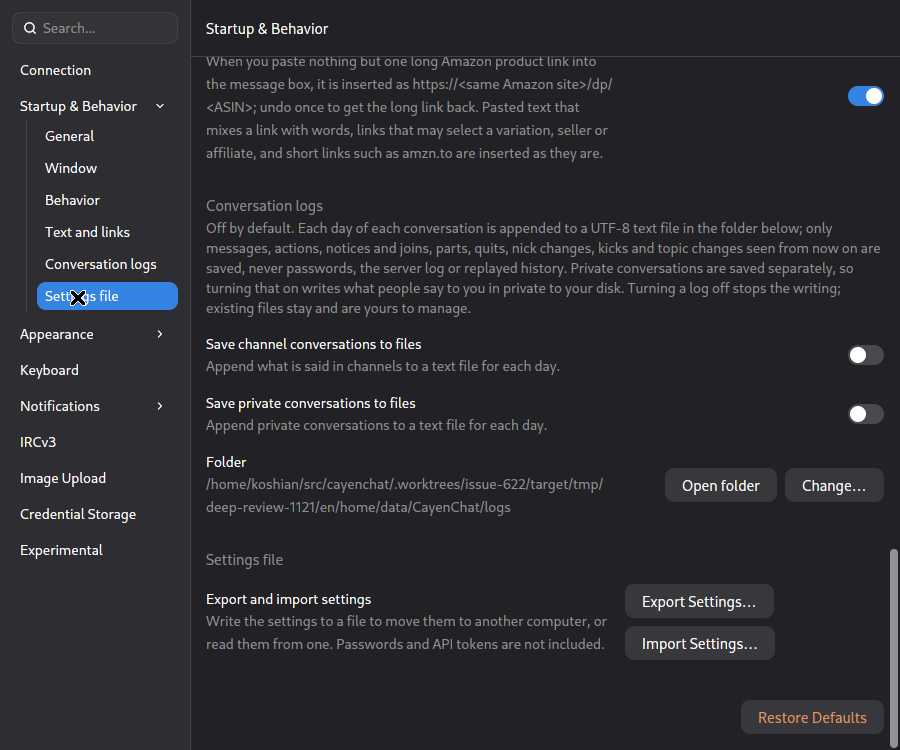 Search...
Startup & Behavior
Connection
Startup & Behavior
General
Window
Behavior
Text and links
Conversation logs
Settings file
Appearance
Keyboard
Notifications
IRCv3
Image Upload
Credential Storage
Experimental
When you paste nothing but one long Amazon product link into
the message box, it is inserted as https://<same Amazon site>/dp/
<ASIN>; undo once to get the long link back. Pasted text that
mixes a link with words, links that may select a variation, seller or
affiliate, and short links such as amzn.to are inserted as they are.
Conversation logs
Off by default. Each day of each conversation is appended to a UTF-8 text file in the folder below; only
messages, actions, notices and joins, parts, quits, nick changes, kicks and topic changes seen from now on are
saved, never passwords, the server log or replayed history. Private conversations are saved separately, so
turning that on writes what people say to you in private to your disk. Turning a log off stops the writing;
existing files stay and are yours to manage.
Save channel conversations to files
Append what is said in channels to a text file for each day.
Save private conversations to files
Append private conversations to a text file for each day.
Folder
/home/koshian/src/cayenchat/.worktrees/issue-622/target/tmp/
deep-review-1121/en/home/data/CayenChat/logs
Open folder
Change...
Settings file
Export and import settings
Write the settings to a file to move them to another computer, or
read them from one. Passwords and API tokens are not included.
Export Settings...
Import Settings...
Restore Defaults